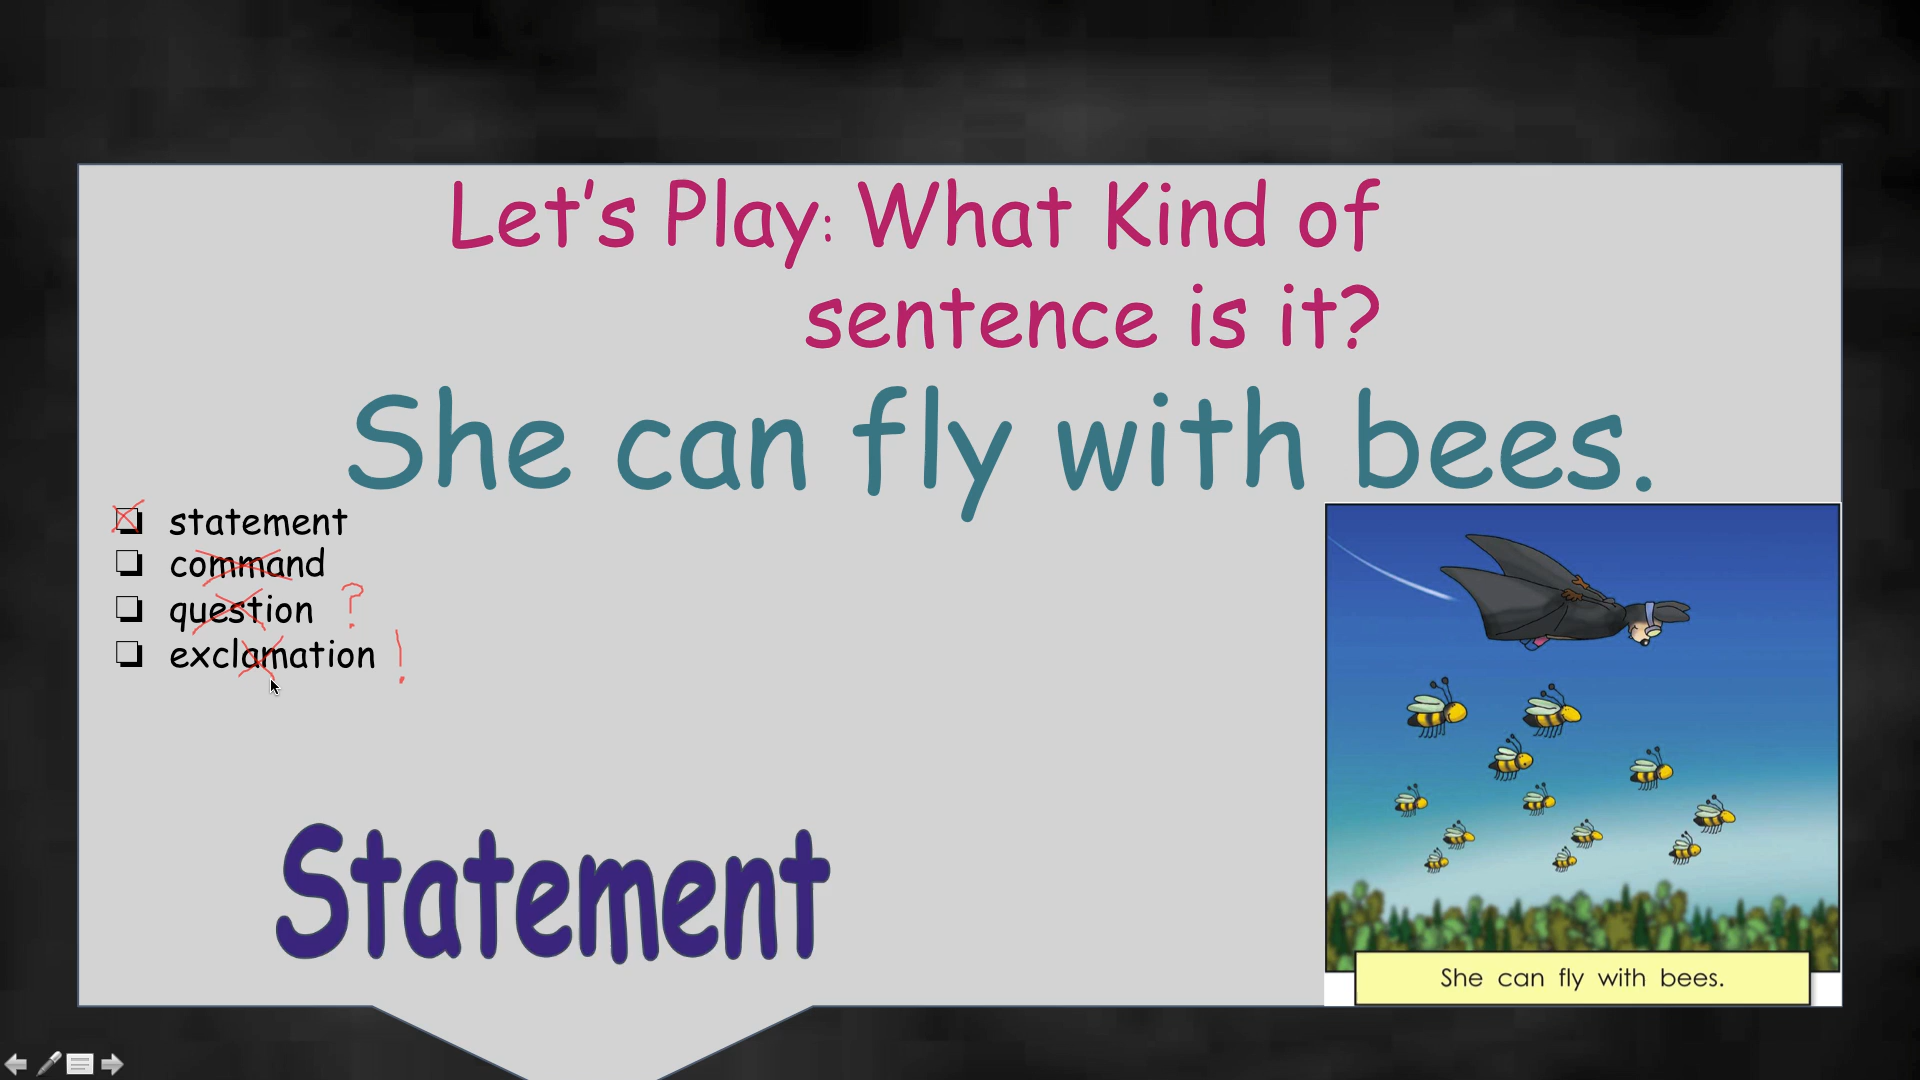 Let's Play: What Kind of
sentence is it?
She can fly with bees.
statement
command
question ?
exclamation !
Statement
She can fly with bees.